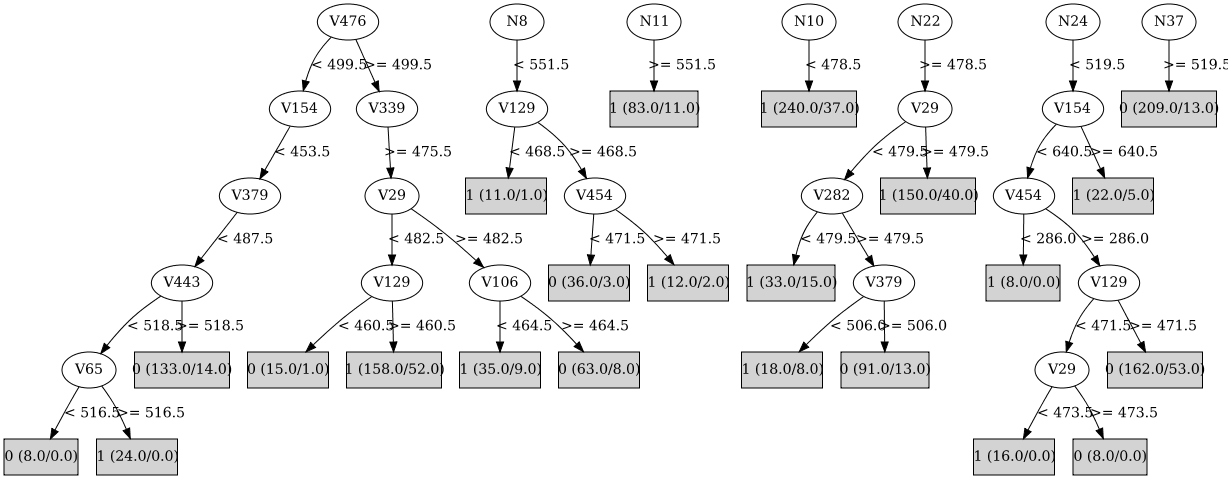 V476 N8 N11 N10 N22 N24 N37
< 499.5 >= 499.5 < 551.5 >= 551.5 < 478.5 >= 478.5 < 519.5 >= 519.5
V154 V339 V129 1 (83.0/11.0) 1 (240.0/37.0) V29 V154 0 (209.0/13.0)
< 453.5 >= 475.5 < 468.5 >= 468.5 < 479.5 >= 479.5 < 640.5 >= 640.5
V379 V29 1 (11.0/1.0) V454 V282 1 (150.0/40.0) V454 1 (22.0/5.0)
< 487.5 < 482.5 >= 482.5 < 471.5 >= 471.5 < 479.5 >= 479.5 < 286.0 >= 286.0
V443 V129 V106 0 (36.0/3.0) 1 (12.0/2.0) 1 (33.0/15.0) V379 1 (8.0/0.0) V129
< 518.5 >= 518.5 < 460.5 >= 460.5 < 464.5 >= 464.5 < 506.0 >= 506.0 < 471.5 >= 471.5
V65 0 (133.0/14.0) 0 (15.0/1.0) 1 (158.0/52.0) 1 (35.0/9.0) 0 (63.0/8.0) 1 (18.0/8.0) 0 (91.0/13.0) V29 0 (162.0/53.0)
< 516.5 >= 516.5 < 473.5 >= 473.5
0 (8.0/0.0) 1 (24.0/0.0) 1 (16.0/0.0) 0 (8.0/0.0)